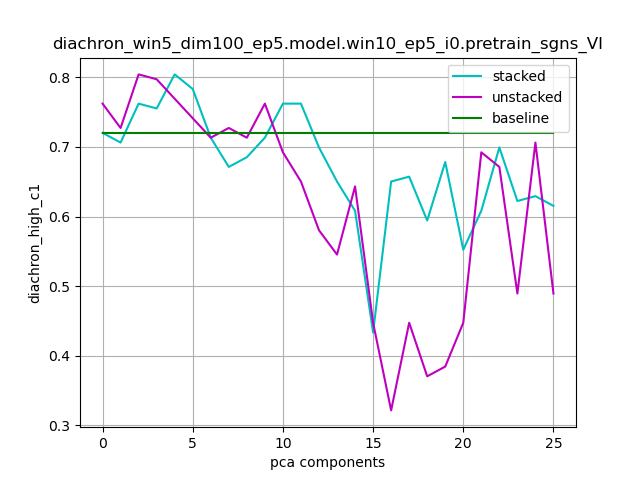 diachron_win5_dim100_ep5.model.win10_ep5_i0.pretrain_sgns_VI
stacked
unstacked
baseline
0.8
0.7
0.6
0.5
0.4
0.3
diachron_high_c1
0 5 10 15 20 25
pca components